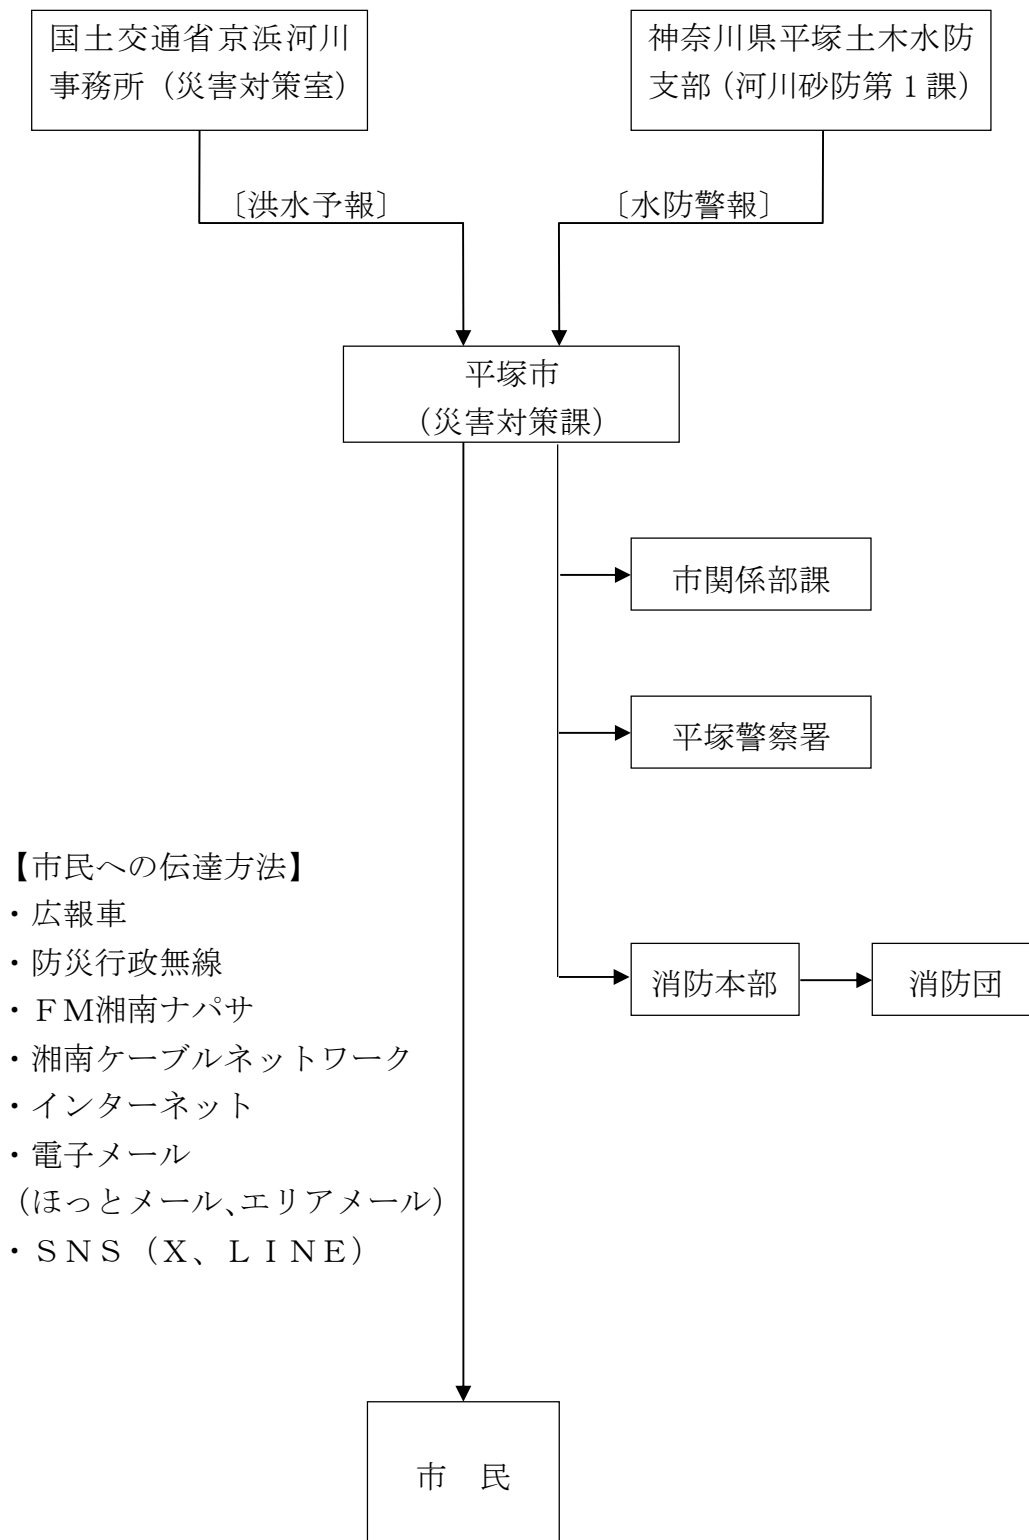 国土交通省京浜河川
事務所（災害対策室）
神奈川県平塚土木水防
支部（河川砂防第１課）
〔洪水予報〕
〔水防警報〕
平塚市
（災害対策課）
市関係部課
平塚警察署
【市民への伝達方法】
・広報車
・防災行政無線
・ＦＭ湘南ナパサ
・湘南ケーブルネットワーク
・インターネット
・電子メール
（ほっとメール、エリアメール）
・ＳＮＳ（Ｘ、ＬＩＮＥ）
消防本部
消防団
市　民